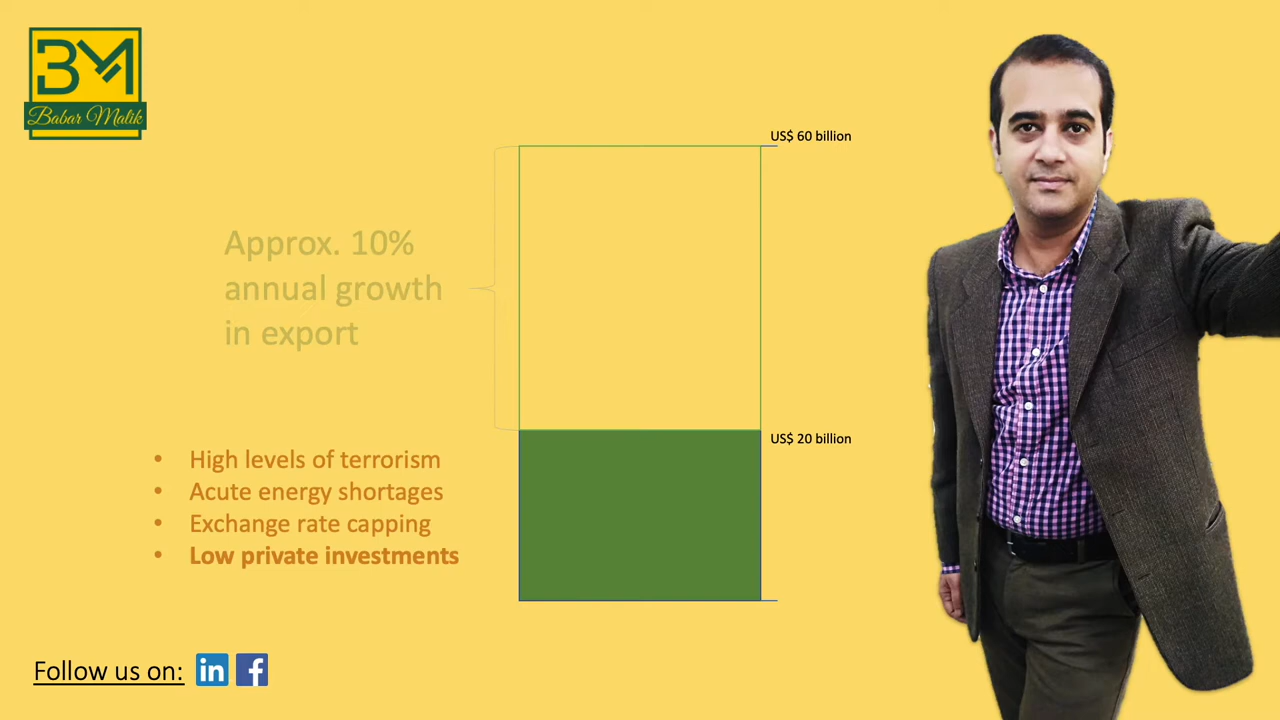 BM
Babar Malik
US$ 60 billion
Approx. 10%
annual growth
in export
US$ 20 billion
• High levels of terrorism
• Acute energy shortages
• Exchange rate capping
• Low private investments
Follow us on: in f